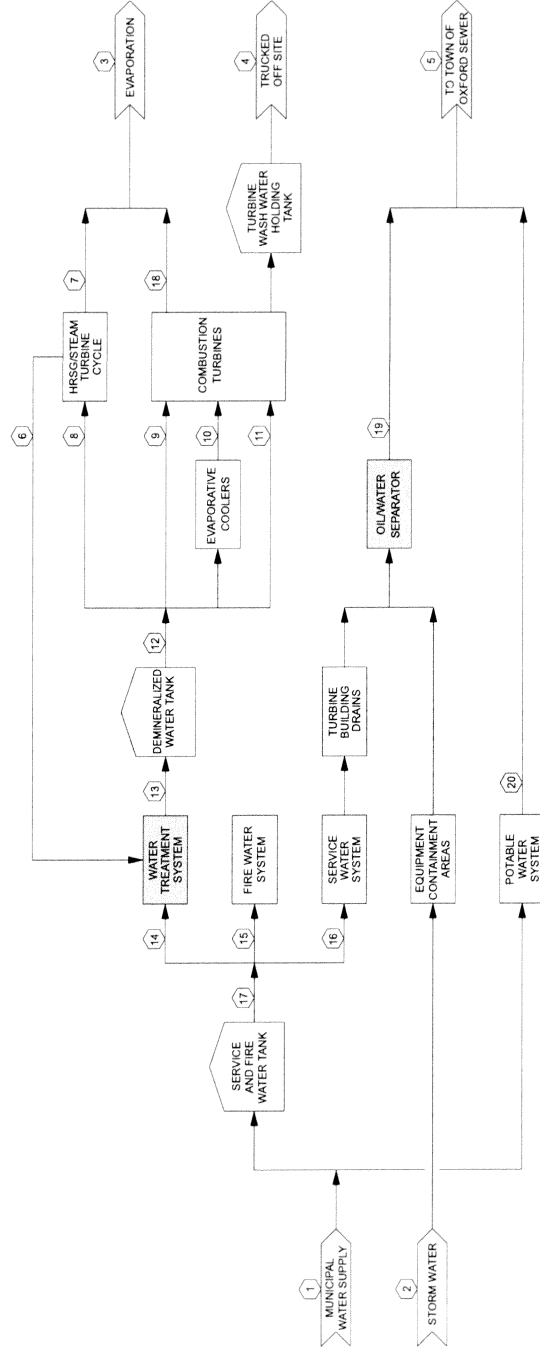 1
MUNICIPAL
WATER SUPPLY
2
STORM WATER
SERVICE
AND FIRE
WATER TANK
17
14
15
16
WATER
TREATMENT
SYSTEM
FIRE WATER
SYSTEM
SERVICE
WATER
SYSTEM
EQUIPMENT
CONTAINMENT
AREAS
POTABLE
WATER
SYSTEM
13
DEMINERALIZED
WATER TANK
12
TURBINE
BUILDING
DRAINS
20
6
8
9
10
11
EVAPORATIVE
COOLERS
OIL/WATER
SEPARATOR
19
HRSG/STEAM
TURBINE
CYCLE
7
18
COMBUSTION
TURBINES
TURBINE
WASH WATER
HOLDING
TANK
3
EVAPORATION
4
TRUCKED
OFF SITE
5
TO TOWN OF
OXFORD SEWER